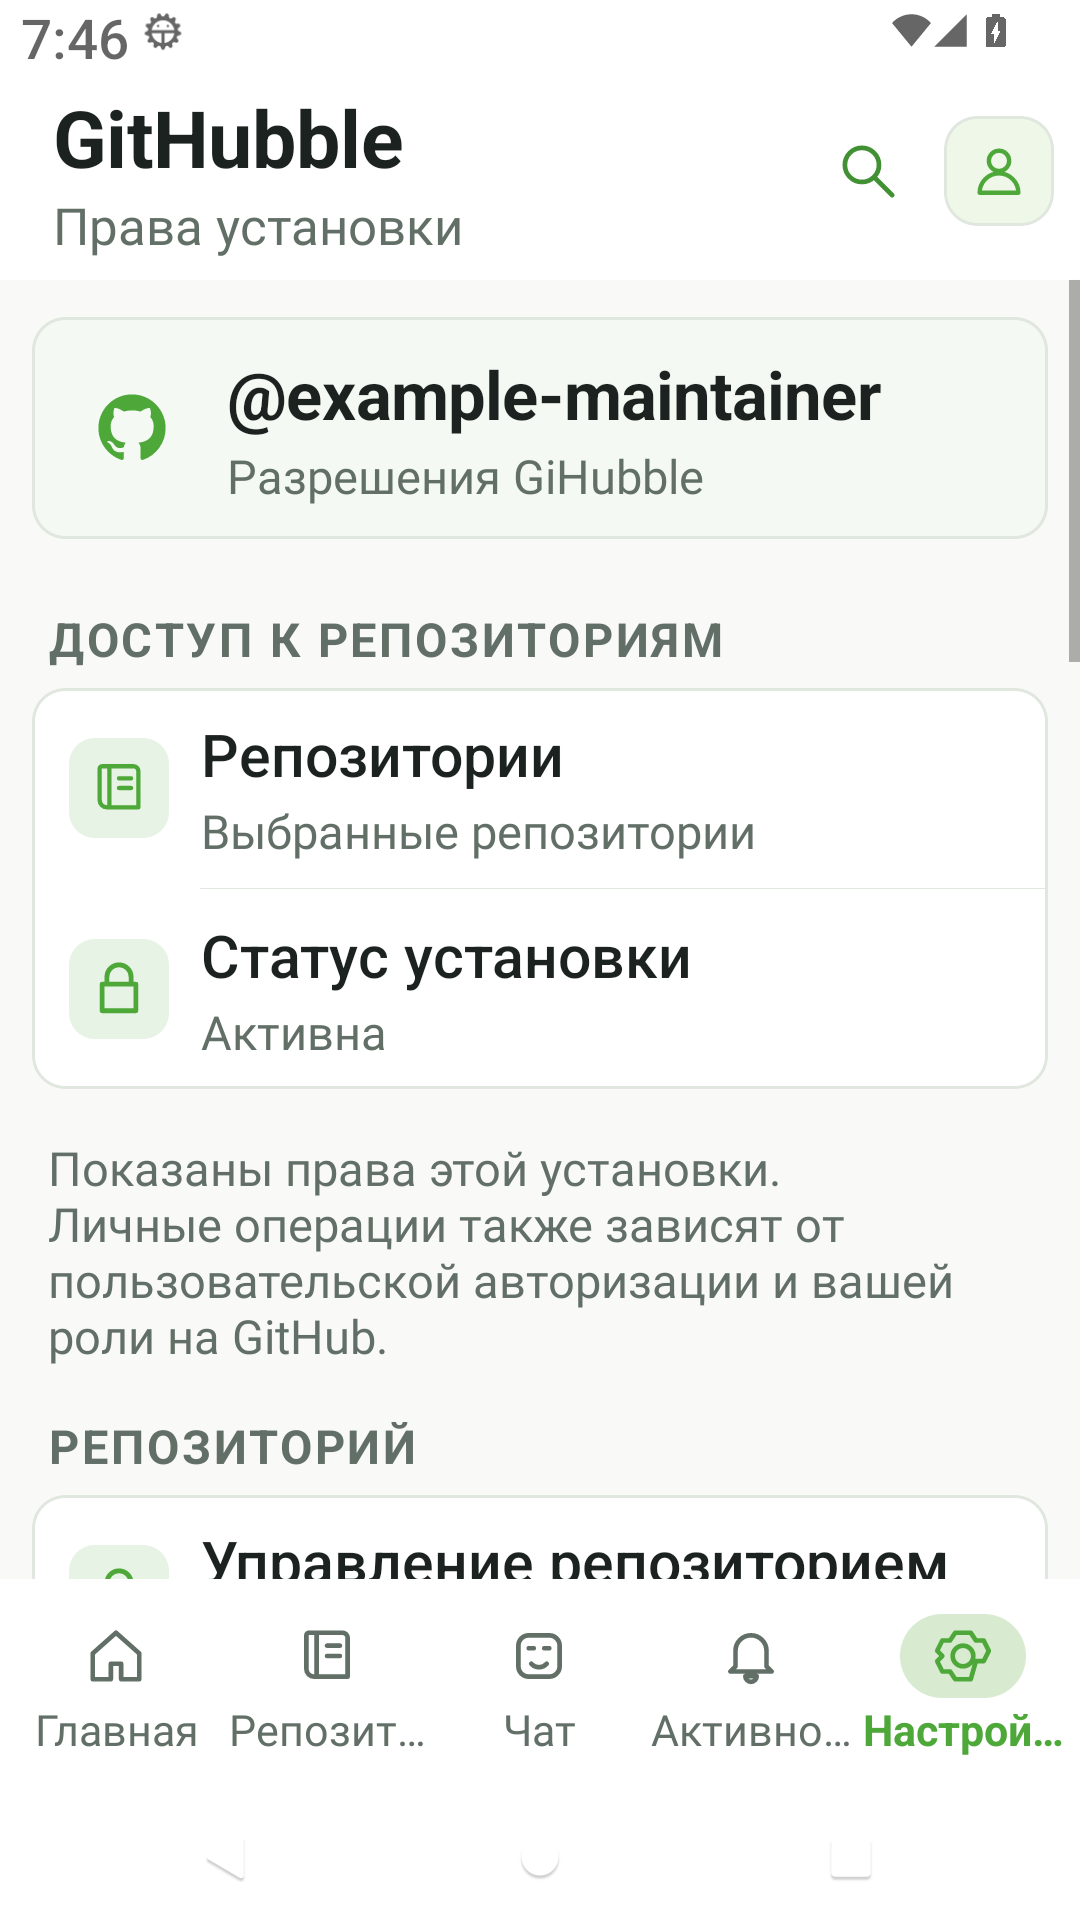 7:46
GitHubble
Права установки
@example-maintainer
Разрешения GiHubble
ДОСТУП К РЕПОЗИТОРИЯМ
Репозитории
Выбранные репозитории
Статус установки
Активна
Показаны права этой установки.
Личные операции также зависят от
пользовательской авторизации и вашей
роли на GitHub.
РЕПОЗИТОРИЙ
Управление репозиторием
Главная
Репозит...
Чат
Активно...
Настрой...